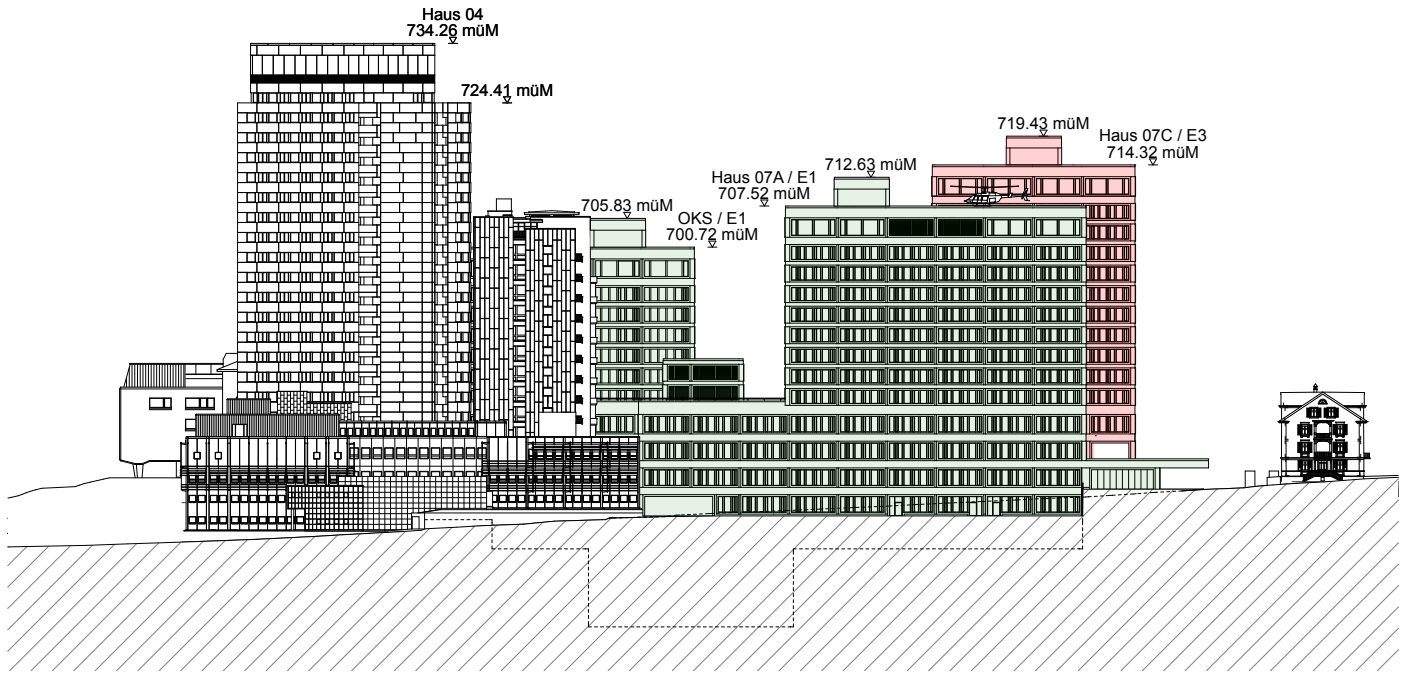 Haus 04
734.26 müM
724.41 müM
705.83 müM
OKS / E1
700.72 müM
Haus 07A / E1
707.52 müM
712.63 müM
719.43 müM
Haus 07C / E3
714.32 müM